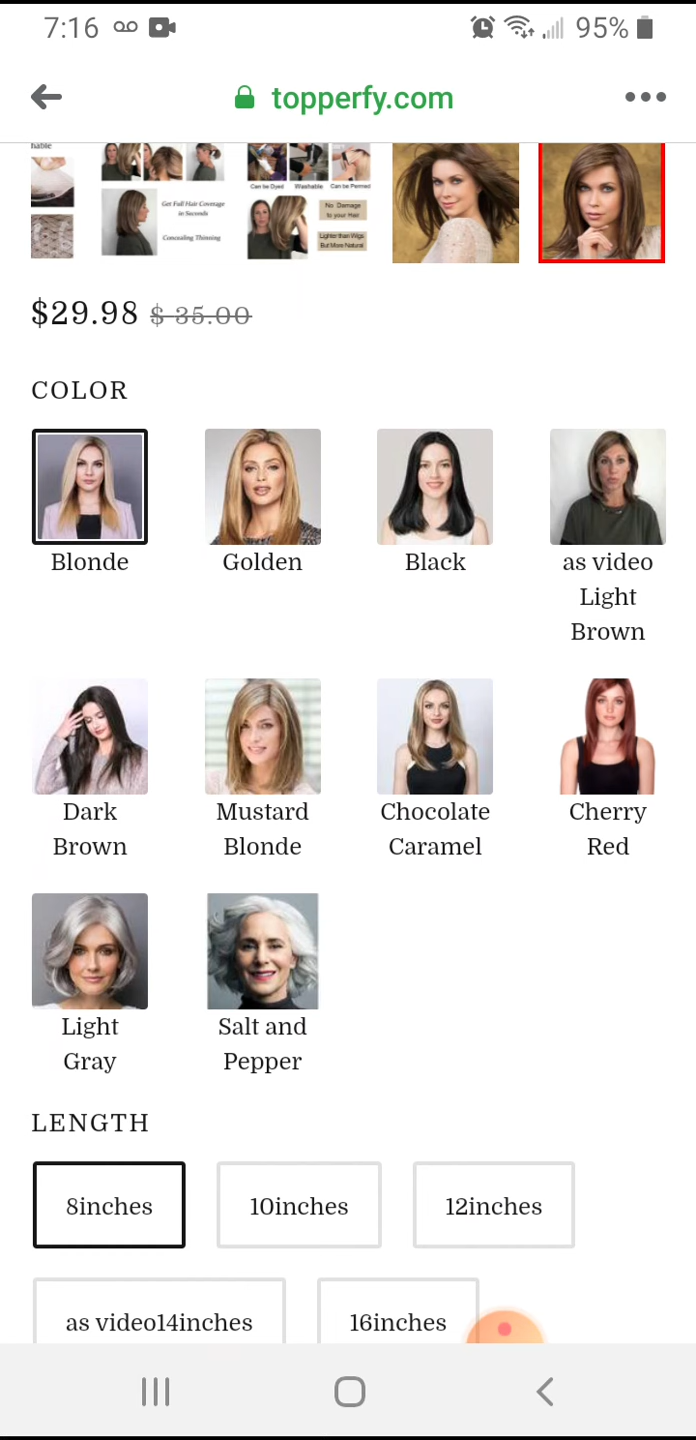 7:16 95%
topperfy.com
hable
Can be Dyed Washable Can be Permed
Get Full Hair Coverage
in Seconds
Concealing Thinning
No Damage
to your Hair
Lighter than Wigs
But More Natural
$29.98 $ 35.00
COLOR
Blonde Golden Black as video
Light
Brown
Dark Mustard Chocolate Cherry
Brown Blonde Caramel Red
Light Salt and
Gray Pepper
LENGTH
8inches 10inches 12inches
as video14inches 16inches